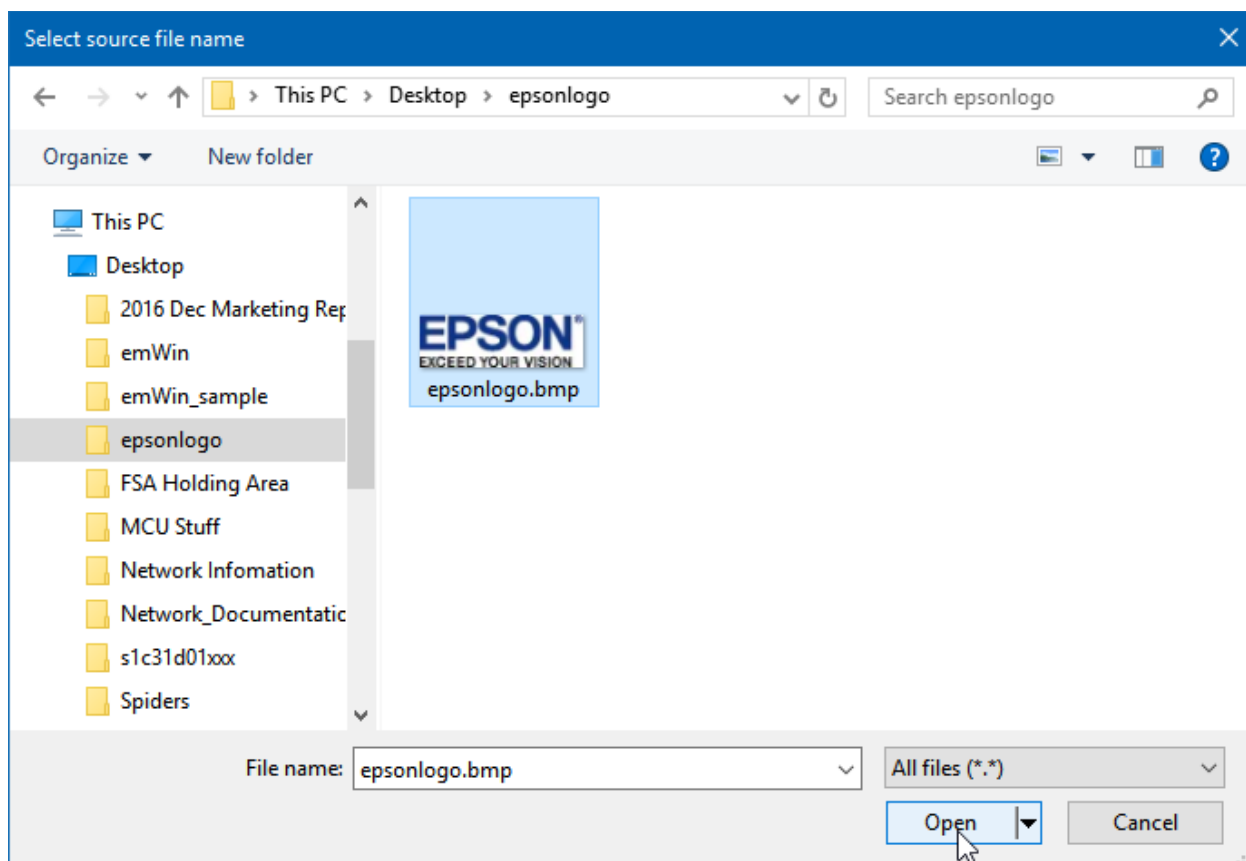 Select source file name
This PC > Desktop > epsonlogo
Search epsonlogo
Organize
New folder
?
This PC
Desktop
2016 Dec Marketing Rep
emWin
emWin_sample
epsonlogo
FSA Holding Area
MCU Stuff
Network Infomation
Network_Documentatic
s1c31d01xxx
Spiders
EPSON®
EXCEED YOUR VISION
epsonlogo.bmp
File name:
epsonlogo.bmp
All files (*.*)
Open
Cancel